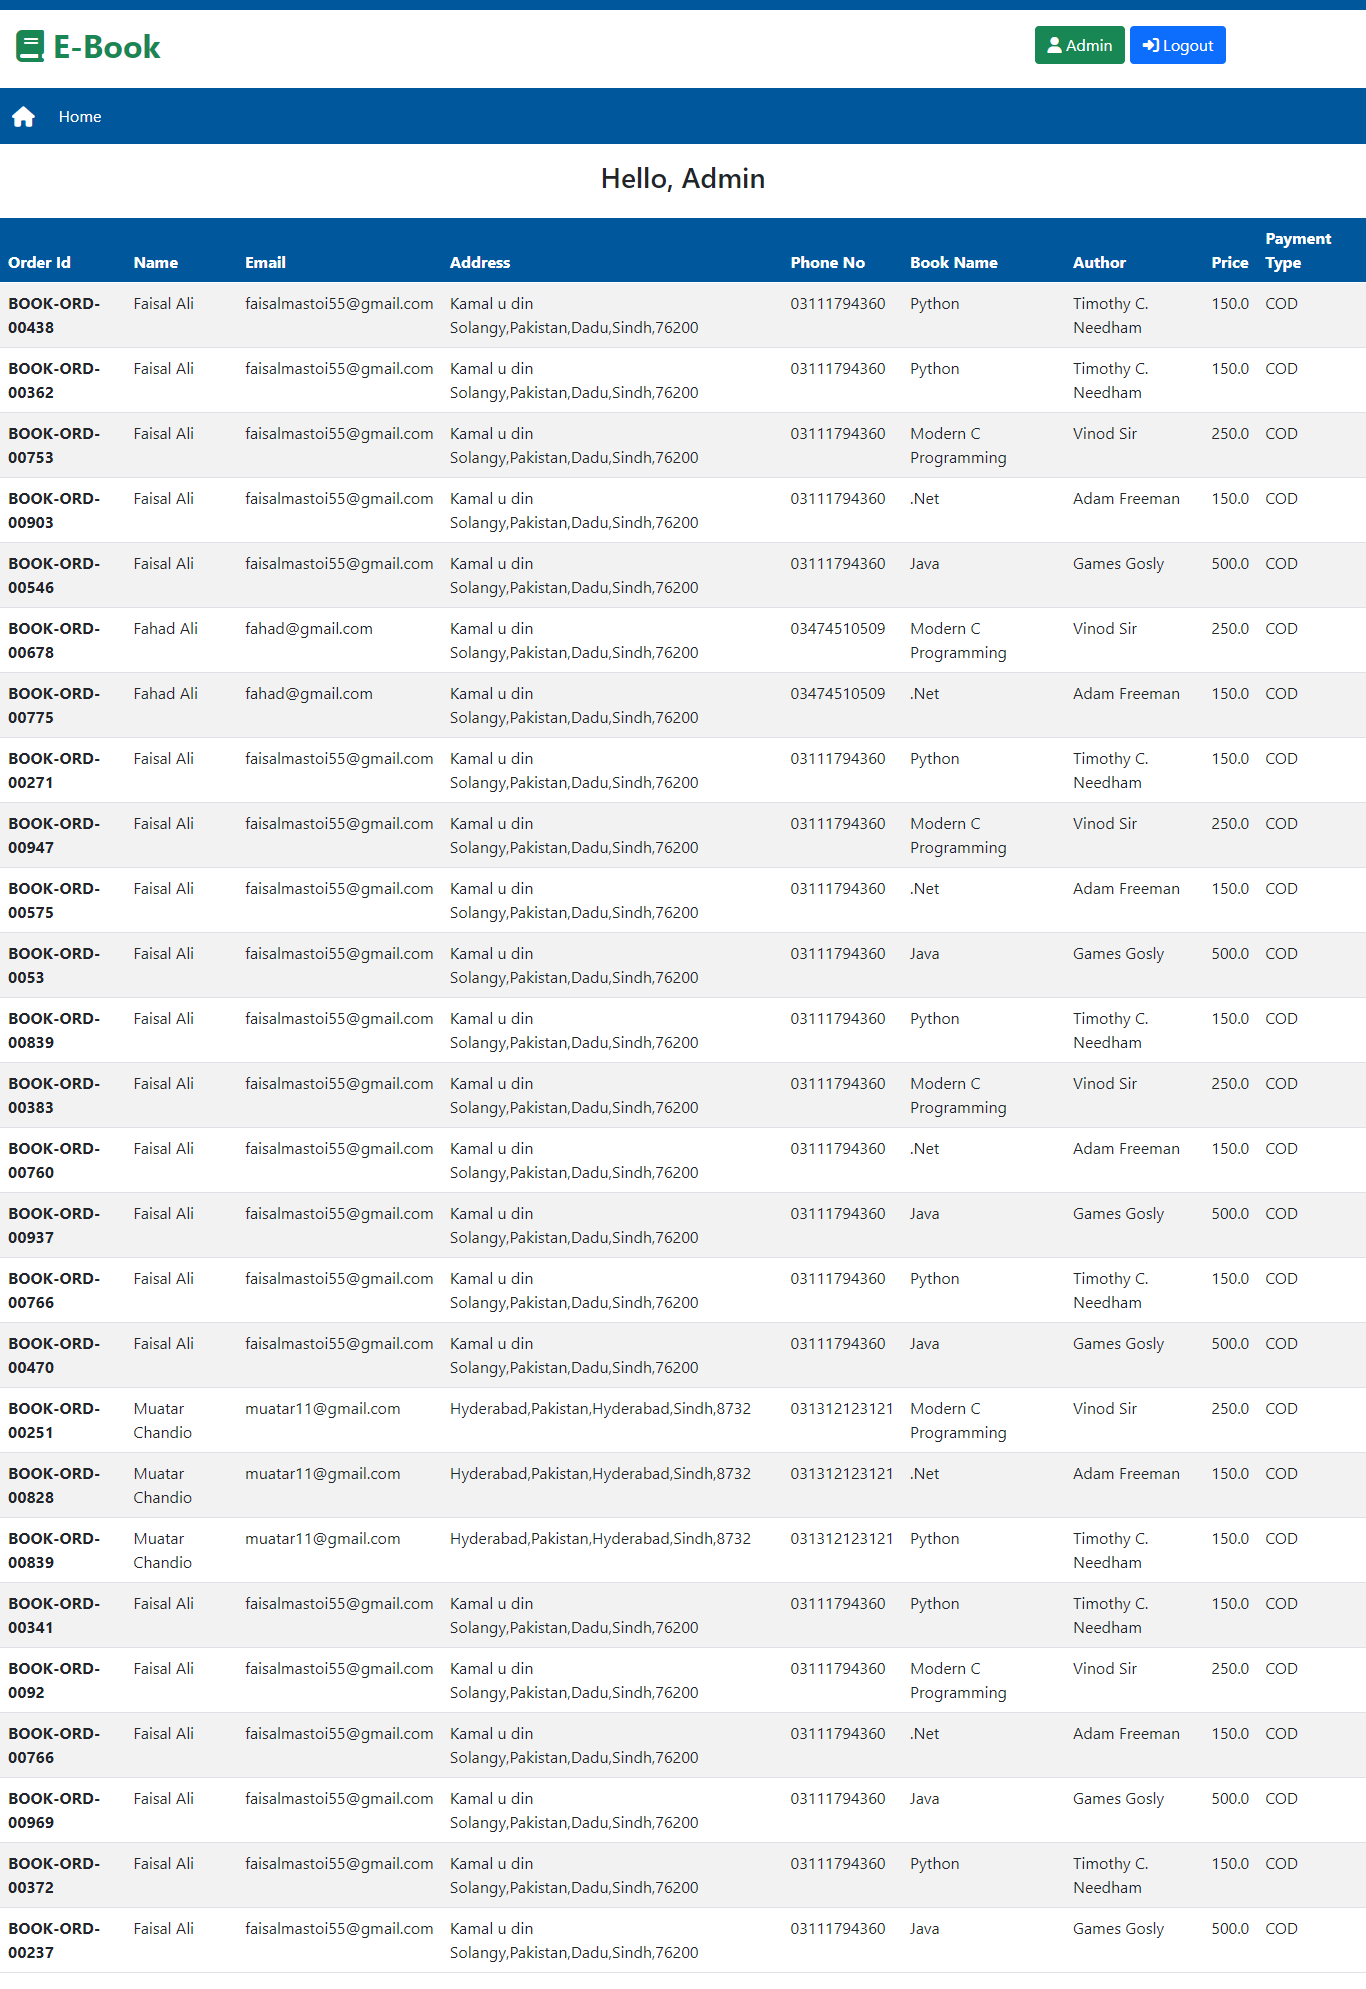 E-Book
Admin Logout
Home
Hello, Admin
Order Id Name Email Address Phone No Book Name Author Price Payment Type
BOOK-ORD-00438 Faisal Ali faisalmastoi55@gmail.com Kamal u din Solangy,Pakistan,Dadu,Sindh,76200 03111794360 Python Timothy C. Needham 150.0 COD
BOOK-ORD-00362 Faisal Ali faisalmastoi55@gmail.com Kamal u din Solangy,Pakistan,Dadu,Sindh,76200 03111794360 Python Timothy C. Needham 150.0 COD
BOOK-ORD-00753 Faisal Ali faisalmastoi55@gmail.com Kamal u din Solangy,Pakistan,Dadu,Sindh,76200 03111794360 Modern C Programming Vinod Sir 250.0 COD
BOOK-ORD-00903 Faisal Ali faisalmastoi55@gmail.com Kamal u din Solangy,Pakistan,Dadu,Sindh,76200 03111794360 .Net Adam Freeman 150.0 COD
BOOK-ORD-00546 Faisal Ali faisalmastoi55@gmail.com Kamal u din Solangy,Pakistan,Dadu,Sindh,76200 03111794360 Java Games Gosly 500.0 COD
BOOK-ORD-00678 Fahad Ali fahad@gmail.com Kamal u din Solangy,Pakistan,Dadu,Sindh,76200 03474510509 Modern C Programming Vinod Sir 250.0 COD
BOOK-ORD-00775 Fahad Ali fahad@gmail.com Kamal u din Solangy,Pakistan,Dadu,Sindh,76200 03474510509 .Net Adam Freeman 150.0 COD
BOOK-ORD-00271 Faisal Ali faisalmastoi55@gmail.com Kamal u din Solangy,Pakistan,Dadu,Sindh,76200 03111794360 Python Timothy C. Needham 150.0 COD
BOOK-ORD-00947 Faisal Ali faisalmastoi55@gmail.com Kamal u din Solangy,Pakistan,Dadu,Sindh,76200 03111794360 Modern C Programming Vinod Sir 250.0 COD
BOOK-ORD-00575 Faisal Ali faisalmastoi55@gmail.com Kamal u din Solangy,Pakistan,Dadu,Sindh,76200 03111794360 .Net Adam Freeman 150.0 COD
BOOK-ORD-0053 Faisal Ali faisalmastoi55@gmail.com Kamal u din Solangy,Pakistan,Dadu,Sindh,76200 03111794360 Java Games Gosly 500.0 COD
BOOK-ORD-00839 Faisal Ali faisalmastoi55@gmail.com Kamal u din Solangy,Pakistan,Dadu,Sindh,76200 03111794360 Python Timothy C. Needham 150.0 COD
BOOK-ORD-00383 Faisal Ali faisalmastoi55@gmail.com Kamal u din Solangy,Pakistan,Dadu,Sindh,76200 03111794360 Modern C Programming Vinod Sir 250.0 COD
BOOK-ORD-00760 Faisal Ali faisalmastoi55@gmail.com Kamal u din Solangy,Pakistan,Dadu,Sindh,76200 03111794360 .Net Adam Freeman 150.0 COD
BOOK-ORD-00937 Faisal Ali faisalmastoi55@gmail.com Kamal u din Solangy,Pakistan,Dadu,Sindh,76200 03111794360 Java Games Gosly 500.0 COD
BOOK-ORD-00766 Faisal Ali faisalmastoi55@gmail.com Kamal u din Solangy,Pakistan,Dadu,Sindh,76200 03111794360 Python Timothy C. Needham 150.0 COD
BOOK-ORD-00470 Faisal Ali faisalmastoi55@gmail.com Kamal u din Solangy,Pakistan,Dadu,Sindh,76200 03111794360 Java Games Gosly 500.0 COD
BOOK-ORD-00251 Muatar Chandio muatar11@gmail.com Hyderabad,Pakistan,Hyderabad,Sindh,8732 031312123121 Modern C Programming Vinod Sir 250.0 COD
BOOK-ORD-00828 Muatar Chandio muatar11@gmail.com Hyderabad,Pakistan,Hyderabad,Sindh,8732 031312123121 .Net Adam Freeman 150.0 COD
BOOK-ORD-00839 Muatar Chandio muatar11@gmail.com Hyderabad,Pakistan,Hyderabad,Sindh,8732 031312123121 Python Timothy C. Needham 150.0 COD
BOOK-ORD-00341 Faisal Ali faisalmastoi55@gmail.com Kamal u din Solangy,Pakistan,Dadu,Sindh,76200 03111794360 Python Timothy C. Needham 150.0 COD
BOOK-ORD-0092 Faisal Ali faisalmastoi55@gmail.com Kamal u din Solangy,Pakistan,Dadu,Sindh,76200 03111794360 Modern C Programming Vinod Sir 250.0 COD
BOOK-ORD-00766 Faisal Ali faisalmastoi55@gmail.com Kamal u din Solangy,Pakistan,Dadu,Sindh,76200 03111794360 .Net Adam Freeman 150.0 COD
BOOK-ORD-00969 Faisal Ali faisalmastoi55@gmail.com Kamal u din Solangy,Pakistan,Dadu,Sindh,76200 03111794360 Java Games Gosly 500.0 COD
BOOK-ORD-00372 Faisal Ali faisalmastoi55@gmail.com Kamal u din Solangy,Pakistan,Dadu,Sindh,76200 03111794360 Python Timothy C. Needham 150.0 COD
BOOK-ORD-00237 Faisal Ali faisalmastoi55@gmail.com Kamal u din Solangy,Pakistan,Dadu,Sindh,76200 03111794360 Java Games Gosly 500.0 COD